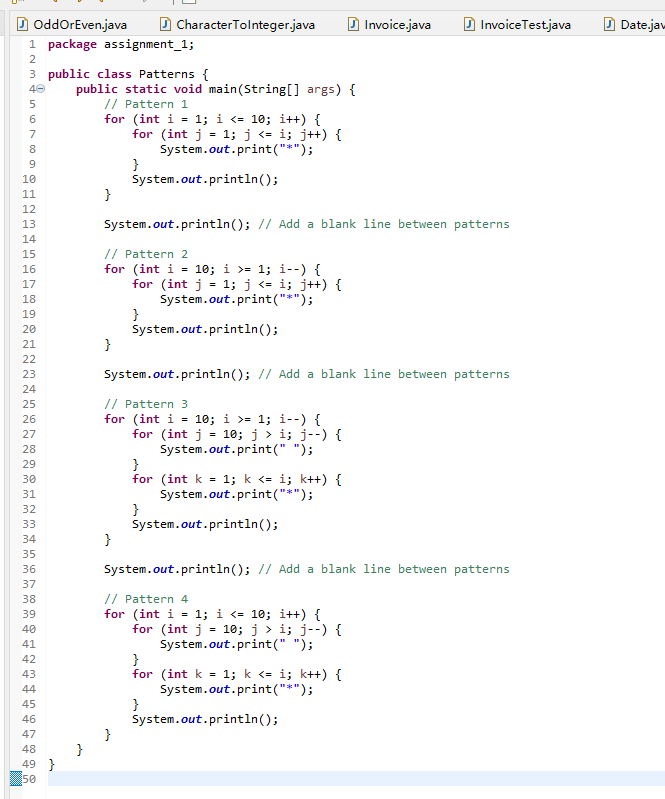 OddOrEven.java CharacterToInteger.java Invoice.java InvoiceTest.java Date.jav
1 package assignment_1;
2
3 public class Patterns {
4 public static void main(String[] args) {
5 // Pattern 1
6 for (int i = 1; i <= 10; i++) {
7 for (int j = 1; j <= i; j++) {
8 System.out.print("*");
9 }
10 System.out.println();
11 }
12
13 System.out.println(); // Add a blank line between patterns
14
15 // Pattern 2
16 for (int i = 10; i >= 1; i--) {
17 for (int j = 1; j <= i; j++) {
18 System.out.print("*");
19 }
20 System.out.println();
21 }
22
23 System.out.println(); // Add a blank line between patterns
24
25 // Pattern 3
26 for (int i = 10; i >= 1; i--) {
27 for (int j = 10; j > i; j--) {
28 System.out.print(" ");
29 }
30 for (int k = 1; k <= i; k++) {
31 System.out.print("*");
32 }
33 System.out.println();
34 }
35
36 System.out.println(); // Add a blank line between patterns
37
38 // Pattern 4
39 for (int i = 1; i <= 10; i++) {
40 for (int j = 10; j > i; j--) {
41 System.out.print(" ");
42 }
43 for (int k = 1; k <= i; k++) {
44 System.out.print("*");
45 }
46 System.out.println();
47 }
48 }
49 }
50